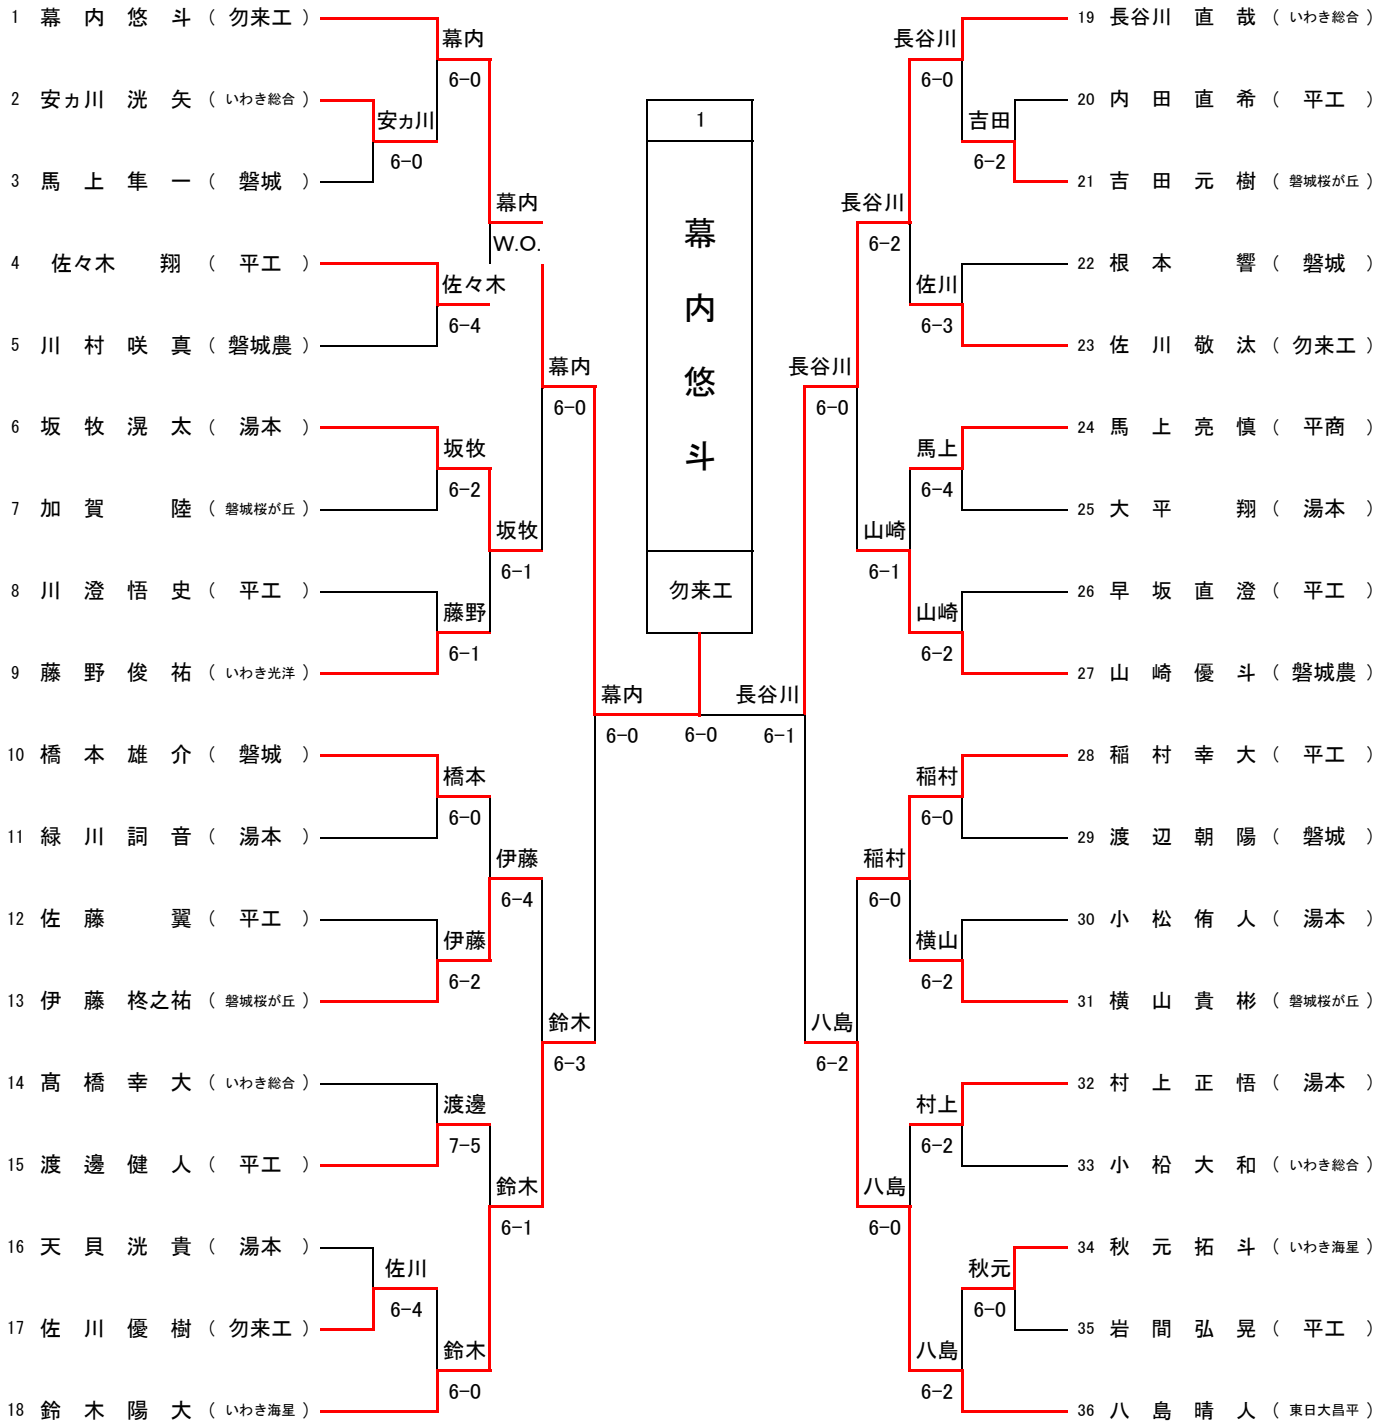 1 幕 内 悠 斗 ( 勿来工 )
幕内
6-0
2 安ヵ川 洸 矢 ( いわき総合 )
安ヵ川
6-0
3 馬 上 隼 一 ( 磐城 )
幕内
W.O.
4 佐々木 翔 ( 平工 )
佐々木
6-4
5 川 村 咲 真 ( 磐城農 )
幕内
6-0
6 坂 牧 滉 太 ( 湯本 )
坂牧
6-2
7 加 賀 陸 ( 磐城桜が丘 )
坂牧
6-1
8 川 澄 悟 史 ( 平工 )
藤野
6-1
9 藤 野 俊 祐 ( いわき光洋 )
幕内
6-0
10 橋 本 雄 介 ( 磐城 )
橋本
6-0
11 緑 川 詞 音 ( 湯本 )
伊藤
6-4
12 佐 藤 翼 ( 平工 )
伊藤
6-2
13 伊 藤 柊之祐 ( 磐城桜が丘 )
鈴木
6-3
14 髙 橋 幸 大 ( いわき総合 )
渡邊
7-5
15 渡 邊 健 人 ( 平工 )
鈴木
6-1
16 天 貝 洸 貴 ( 湯本 )
佐川
6-4
17 佐 川 優 樹 ( 勿来工 )
鈴木
6-0
18 鈴 木 陽 大 ( いわき海星 )
1
幕
内
悠
斗
勿来工
6-0
19 長谷川 直 哉 ( いわき総合 )
長谷川
6-0
20 内 田 直 希 ( 平工 )
吉田
6-2
21 吉 田 元 樹 ( 磐城桜が丘 )
長谷川
6-2
22 根 本 響 ( 磐城 )
佐川
6-3
23 佐 川 敬 汰 ( 勿来工 )
長谷川
6-0
24 馬 上 亮 慎 ( 平商 )
馬上
6-4
25 大 平 翔 ( 湯本 )
山崎
6-1
26 早 坂 直 澄 ( 平工 )
山崎
6-2
27 山 崎 優 斗 ( 磐城農 )
長谷川
6-1
28 稲 村 幸 大 ( 平工 )
稲村
6-0
29 渡 辺 朝 陽 ( 磐城 )
稲村
6-0
30 小 松 侑 人 ( 湯本 )
横山
6-2
31 横 山 貴 彬 ( 磐城桜が丘 )
八島
6-2
32 村 上 正 悟 ( 湯本 )
村上
6-2
33 小 松 大 和 ( いわき総合 )
八島
6-0
34 秋 元 拓 斗 ( いわき海星 )
秋元
6-0
35 岩 間 弘 晃 ( 平工 )
八島
6-2
36 八 島 晴 人 ( 東日大昌平 )